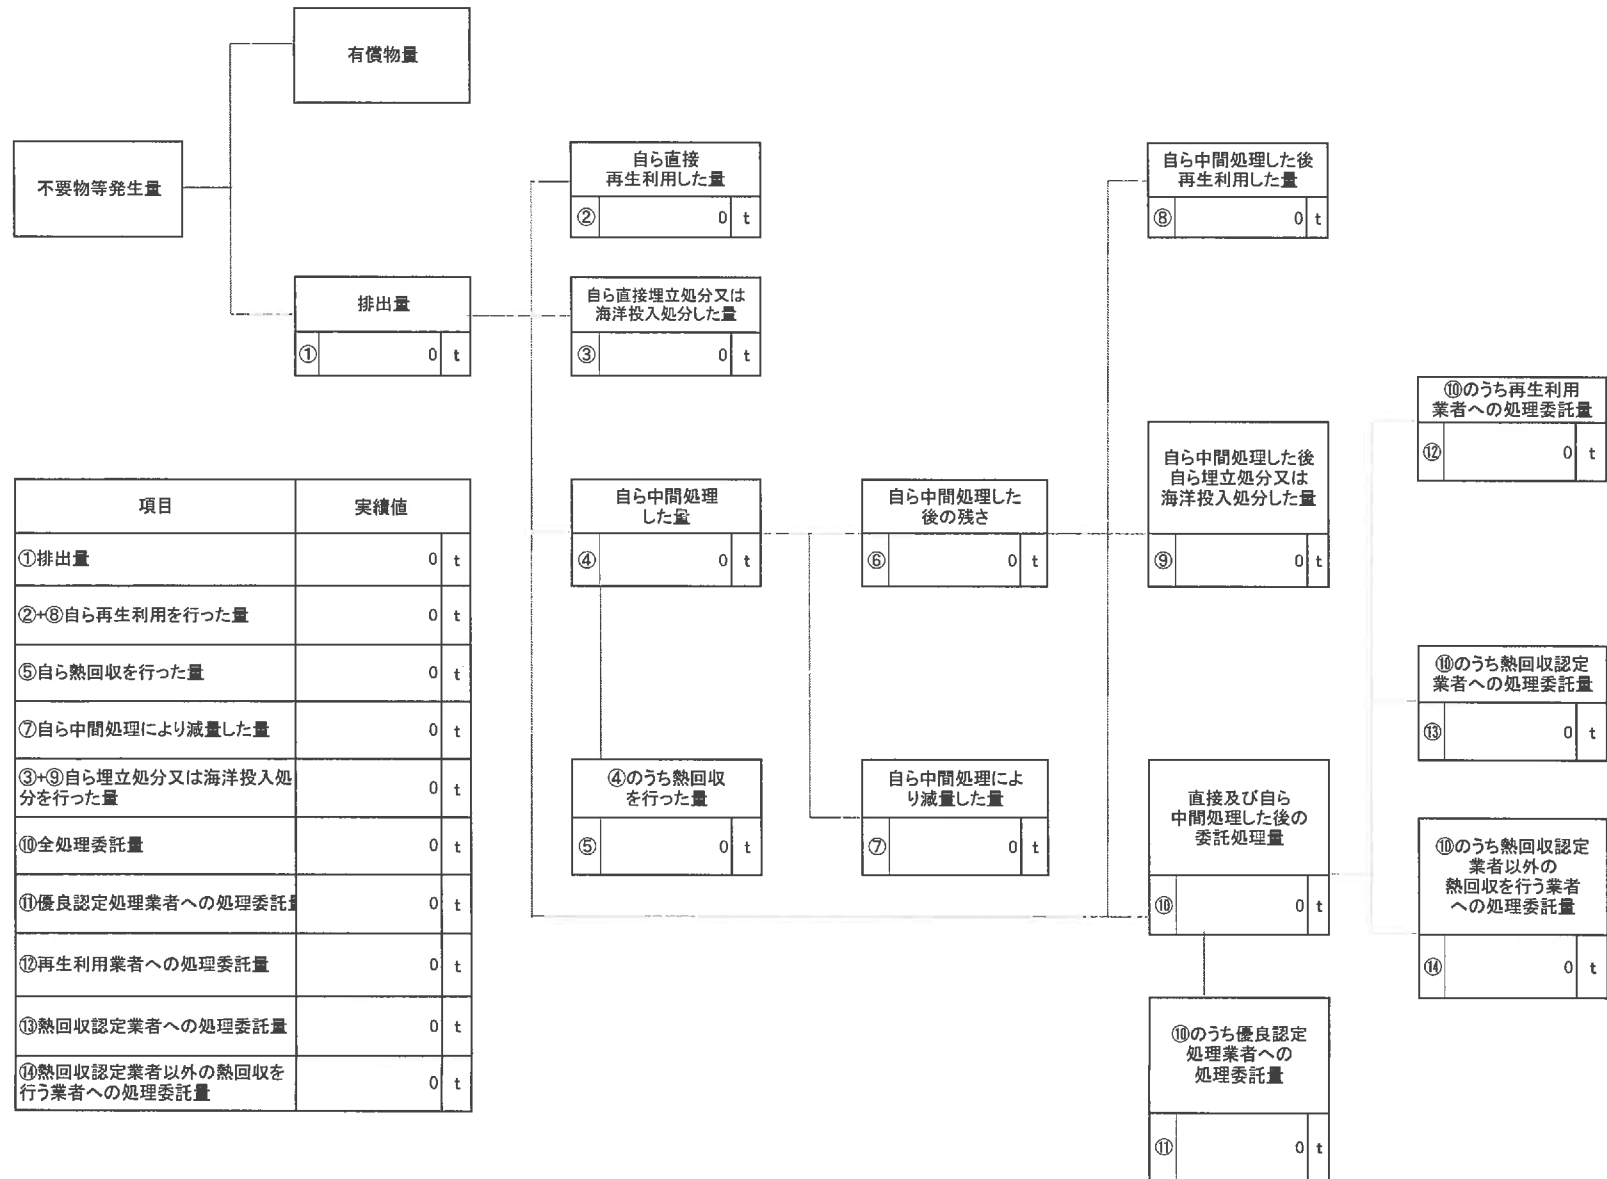 有償物量
不要物等発生量
排出量
① 0 t
自ら直接
再生利用した量
② 0 t
自ら直接埋立処分又は
海洋投入処分した量
③ 0 t
自ら中間処理
した量
④ 0 t
④のうち熱回収
を行った量
⑤ 0 t
自ら中間処理した
後の残さ
⑥ 0 t
自ら中間処理によ
り減量した量
⑦ 0 t
自ら中間処理した後
再生利用した量
⑧ 0 t
自ら中間処理した後
自ら埋立処分又は
海洋投入処分した量
⑨ 0 t
直接及び自ら
中間処理した後の
委託処理量
⑩ 0 t
⑩のうち優良認定
処理業者への
処理委託量
⑪ 0 t
⑩のうち再生利用
業者への処理委託量
⑫ 0 t
⑩のうち熱回収認定
業者への処理委託量
⑬ 0 t
⑩のうち熱回収認定
業者以外の
熱回収を行う業者
への処理委託量
⑭ 0 t
項目 実績値
①排出量 0 t
②+⑧自ら再生利用を行った量 0 t
⑤自ら熱回収を行った量 0 t
⑦自ら中間処理により減量した量 0 t
③+⑨自ら埋立処分又は海洋投入処
分を行った量 0 t
⑩全処理委託量 0 t
⑪優良認定処理業者への処理委託量 0 t
⑫再生利用業者への処理委託量 0 t
⑬熱回収認定業者への処理委託量 0 t
⑭熱回収認定業者以外の熱回収を
行う業者への処理委託量 0 t